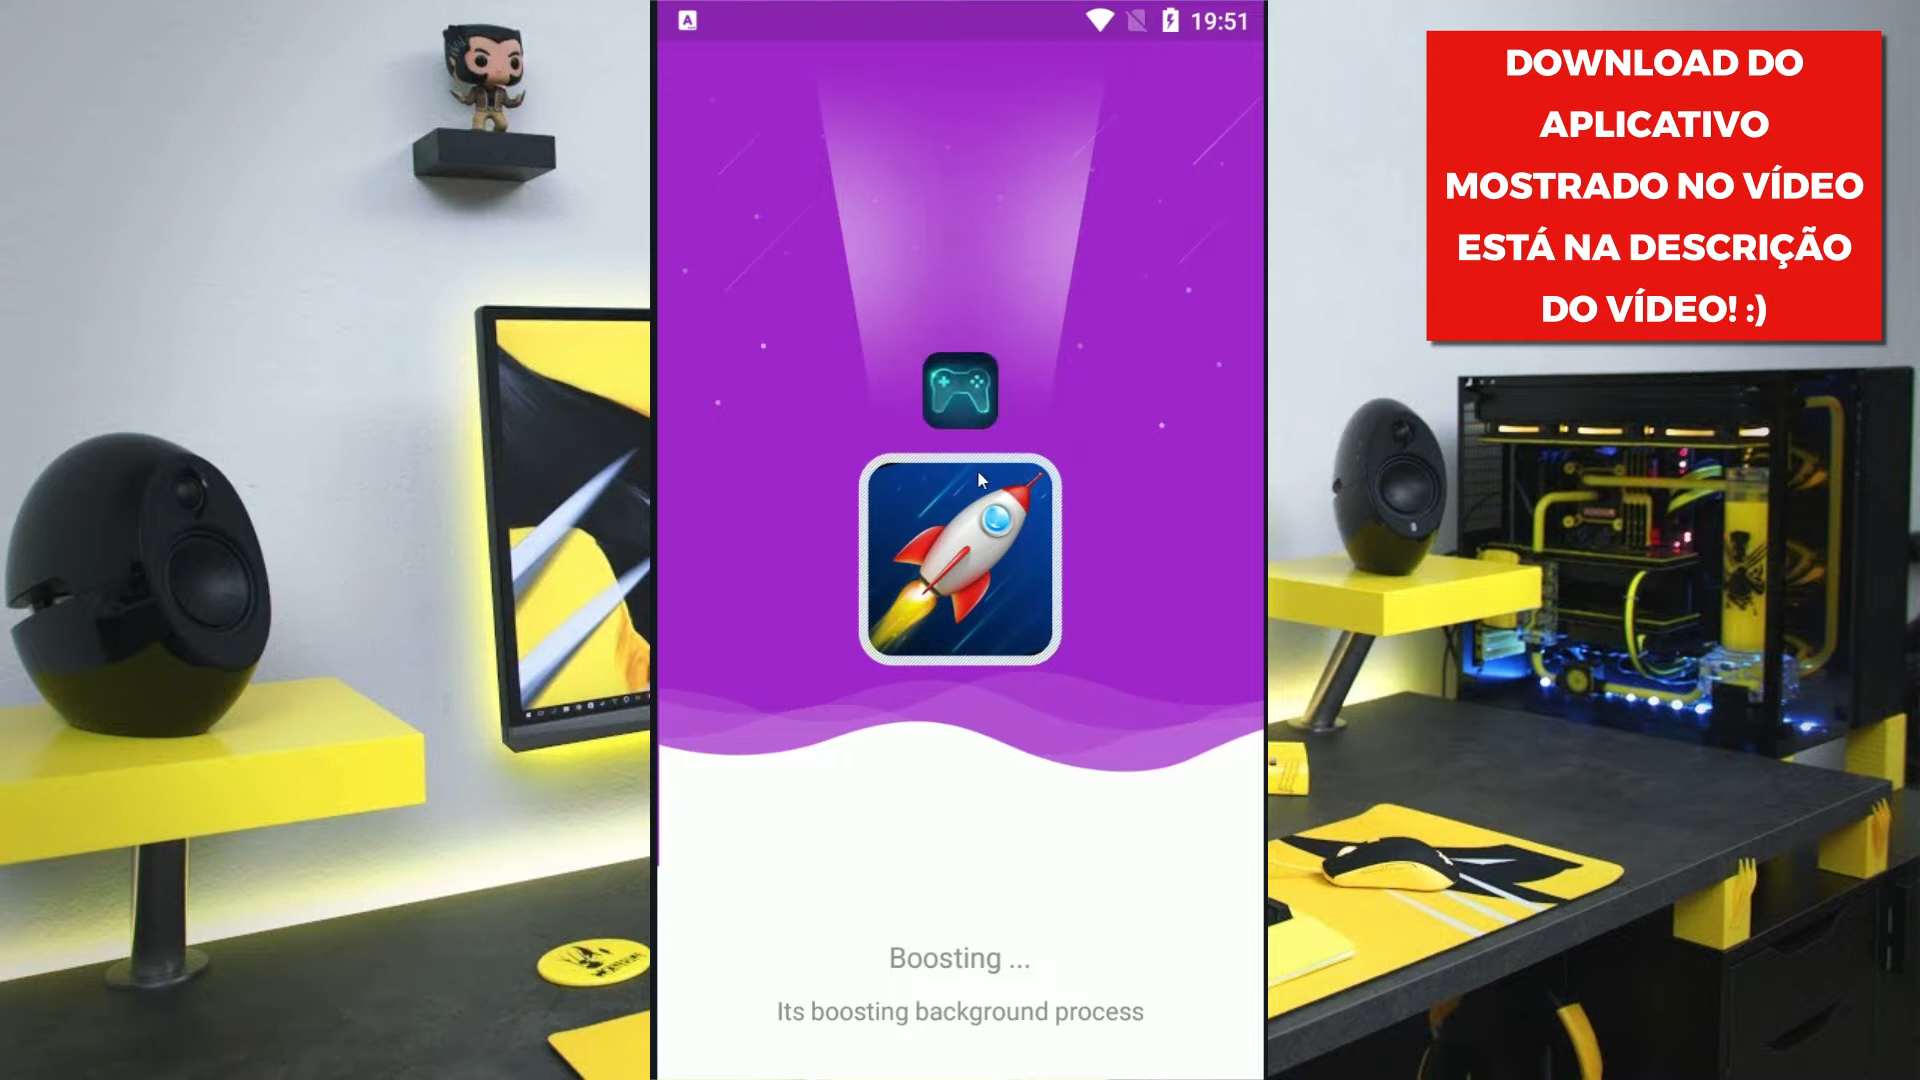 19:51
DOWNLOAD DO
APLICATIVO
MOSTRADO NO VÍDEO
ESTÁ NA DESCRIÇÃO
DO VÍDEO! :)
Boosting ...
Its boosting background process